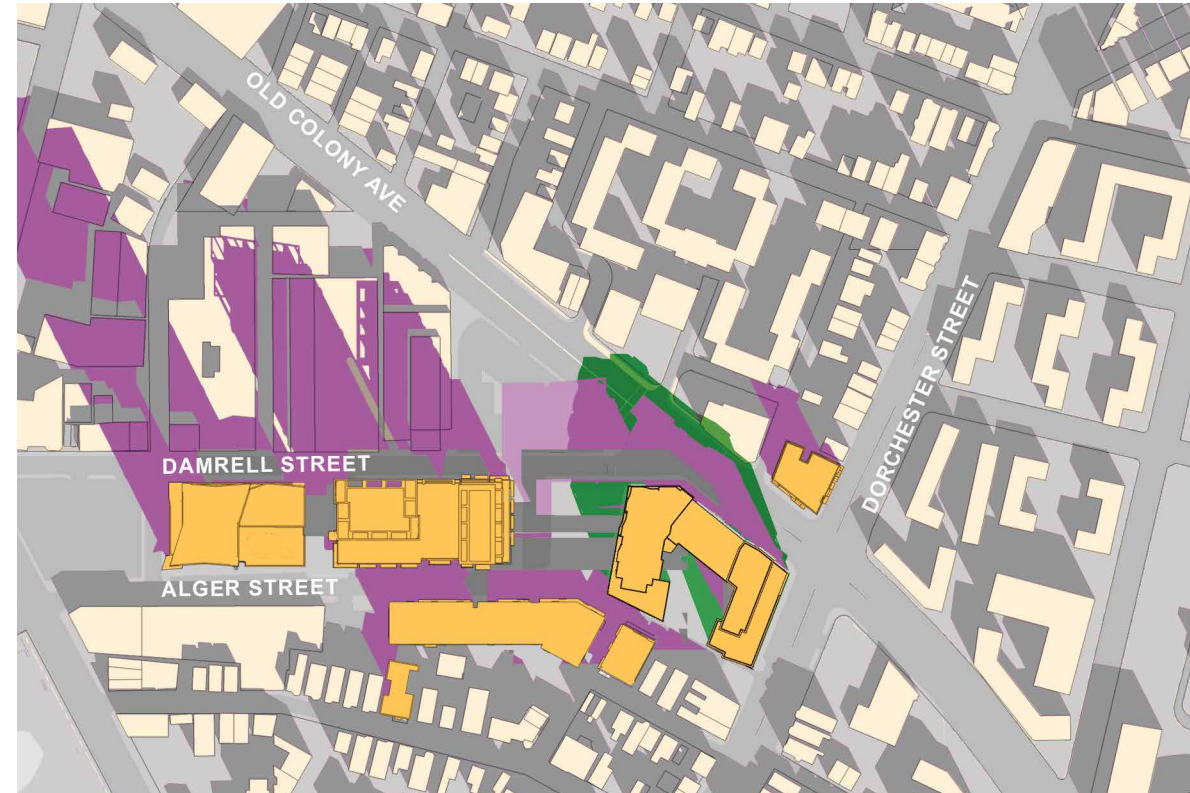 OLD COLONY AVE
DORCHESTER STREET
DAMRELL STREET
ALGER STREET